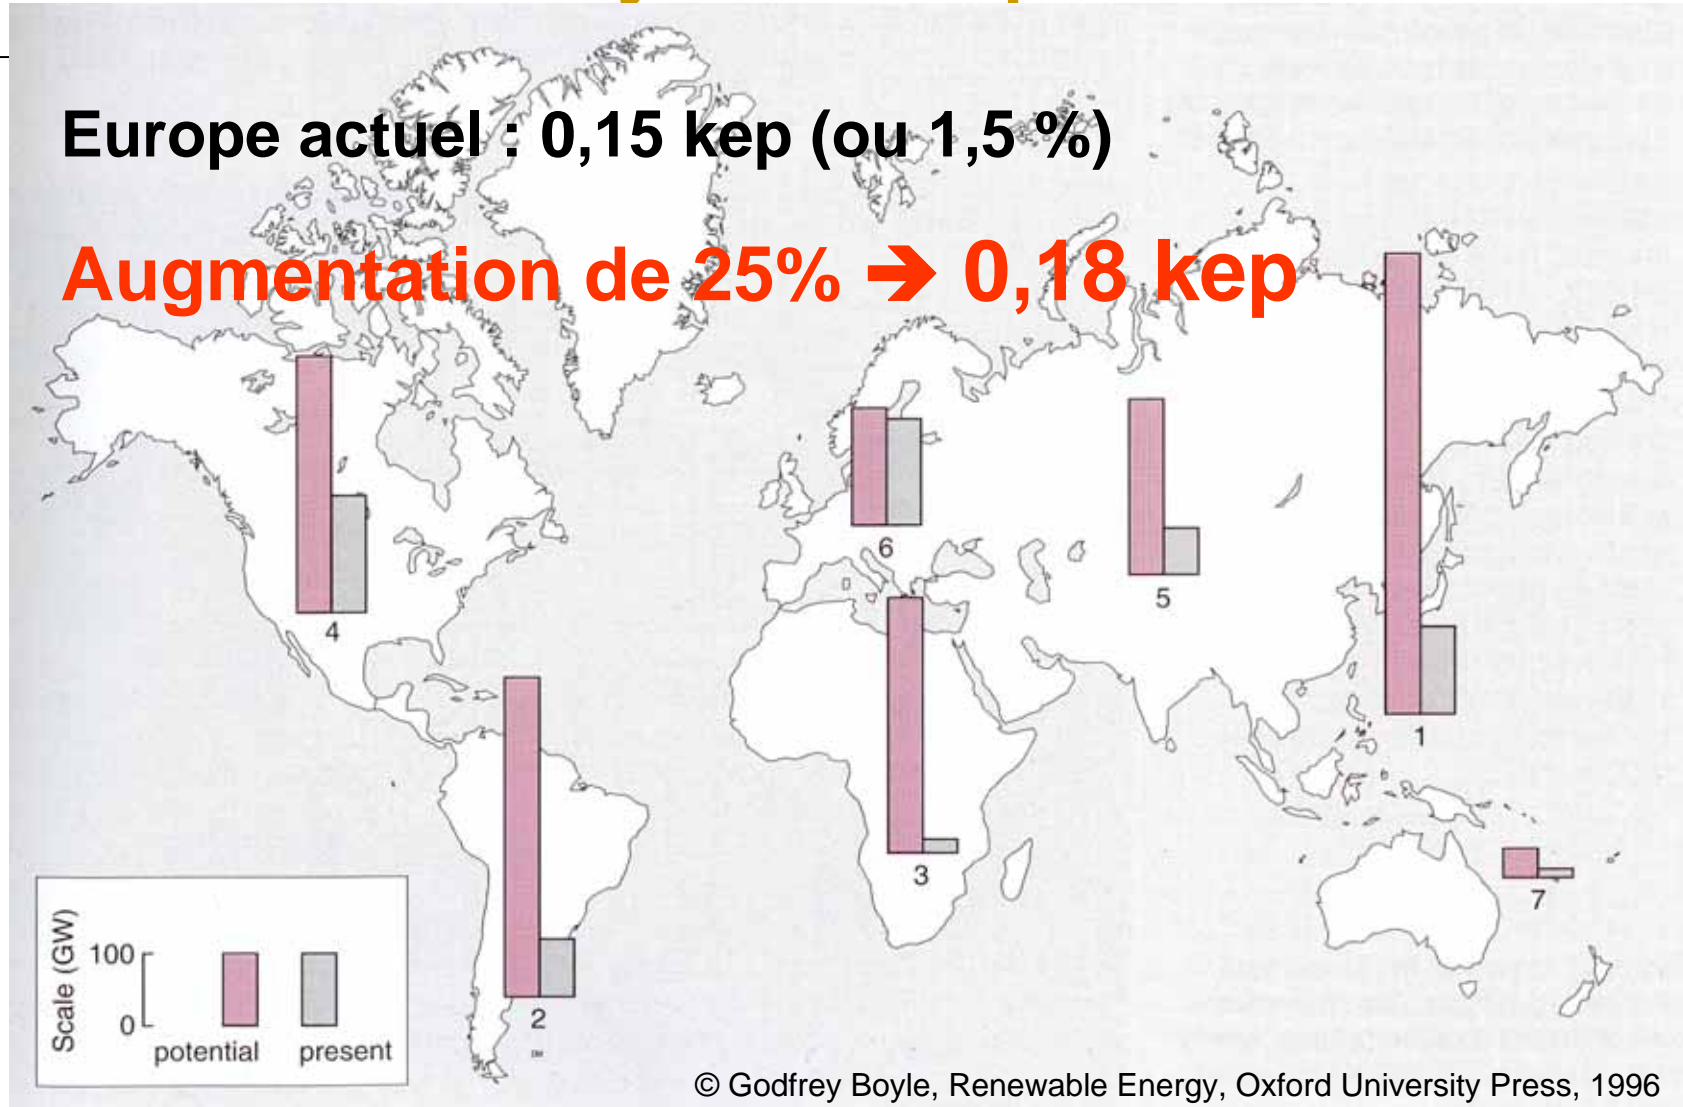 Europe actuel : 0,15 kep (ou 1,5 %)
Augmentation de 25% ➔ 0,18 kep
4
6
5
1
3
7
2
Scale (GW)
100
0
potential present
© Godfrey Boyle, Renewable Energy, Oxford University Press, 1996